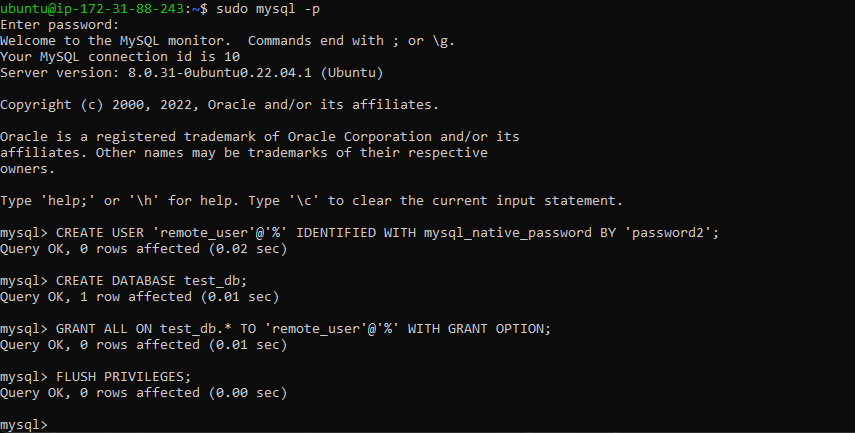 ubuntu@ip-172-31-88-243:~$ sudo mysql -p
Enter password:
Welcome to the MySQL monitor.  Commands end with ; or \g.
Your MySQL connection id is 10
Server version: 8.0.31-0ubuntu0.22.04.1 (Ubuntu)
Copyright (c) 2000, 2022, Oracle and/or its affiliates.
Oracle is a registered trademark of Oracle Corporation and/or its
affiliates. Other names may be trademarks of their respective
owners.
Type 'help;' or '\h' for help. Type '\c' to clear the current input statement.
mysql> CREATE USER 'remote_user'@'%' IDENTIFIED WITH mysql_native_password BY 'password2';
Query OK, 0 rows affected (0.02 sec)
mysql> CREATE DATABASE test_db;
Query OK, 1 row affected (0.01 sec)
mysql> GRANT ALL ON test_db.* TO 'remote_user'@'%' WITH GRANT OPTION;
Query OK, 0 rows affected (0.01 sec)
mysql> FLUSH PRIVILEGES;
Query OK, 0 rows affected (0.00 sec)
mysql>